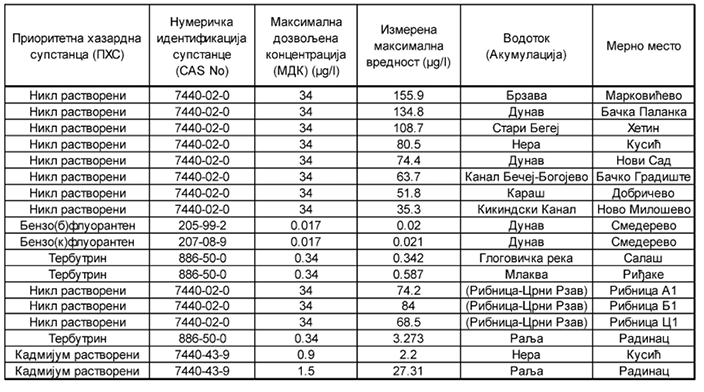 Приоритетна хазардна супстанца (ПХС) | Нумеричка идентификација супстанце (CAS No) | Максимална дозвољена концентрација (МДК) (µg/l) | Измерена максимална вредност (µg/l) | Водоток (Акумулација) | Мерно место
Никл растворени | 7440-02-0 | 34 | 155.9 | Брзава | Марковићево
Никл растворени | 7440-02-0 | 34 | 134.8 | Дунав | Бачка Паланка
Никл растворени | 7440-02-0 | 34 | 108.7 | Стари Бегеј | Хетин
Никл растворени | 7440-02-0 | 34 | 80.5 | Нера | Кусић
Никл растворени | 7440-02-0 | 34 | 74.4 | Дунав | Нови Сад
Никл растворени | 7440-02-0 | 34 | 63.7 | Канал Бечеј-Богојево | Бачко Градиште
Никл растворени | 7440-02-0 | 34 | 51.8 | Караш | Добричево
Никл растворени | 7440-02-0 | 34 | 35.3 | Кикиндски Канал | Ново Милошево
Бензо(б)флуорантен | 205-99-2 | 0.017 | 0.02 | Дунав | Смедерево
Бензо(к)флуорантен | 207-08-9 | 0.017 | 0.021 | Дунав | Смедерево
Тербутрин | 886-50-0 | 0.34 | 0.342 | Глоговичка река | Салаш
Тербутрин | 886-50-0 | 0.34 | 0.587 | Млаква | Риђаке
Никл растворени | 7440-02-0 | 34 | 74.2 | (Рибница-Црни Рзав) | Рибница А1
Никл растворени | 7440-02-0 | 34 | 84 | (Рибница-Црни Рзав) | Рибница Б1
Никл растворени | 7440-02-0 | 34 | 68.5 | (Рибница-Црни Рзав) | Рибница Ц1
Тербутрин | 886-50-0 | 0.34 | 3.273 | Раља | Радинац
Кадмијум растворени | 7440-43-9 | 0.9 | 2.2 | Нера | Кусић
Кадмијум растворени | 7440-43-9 | 1.5 | 27.31 | Раља | Радинац